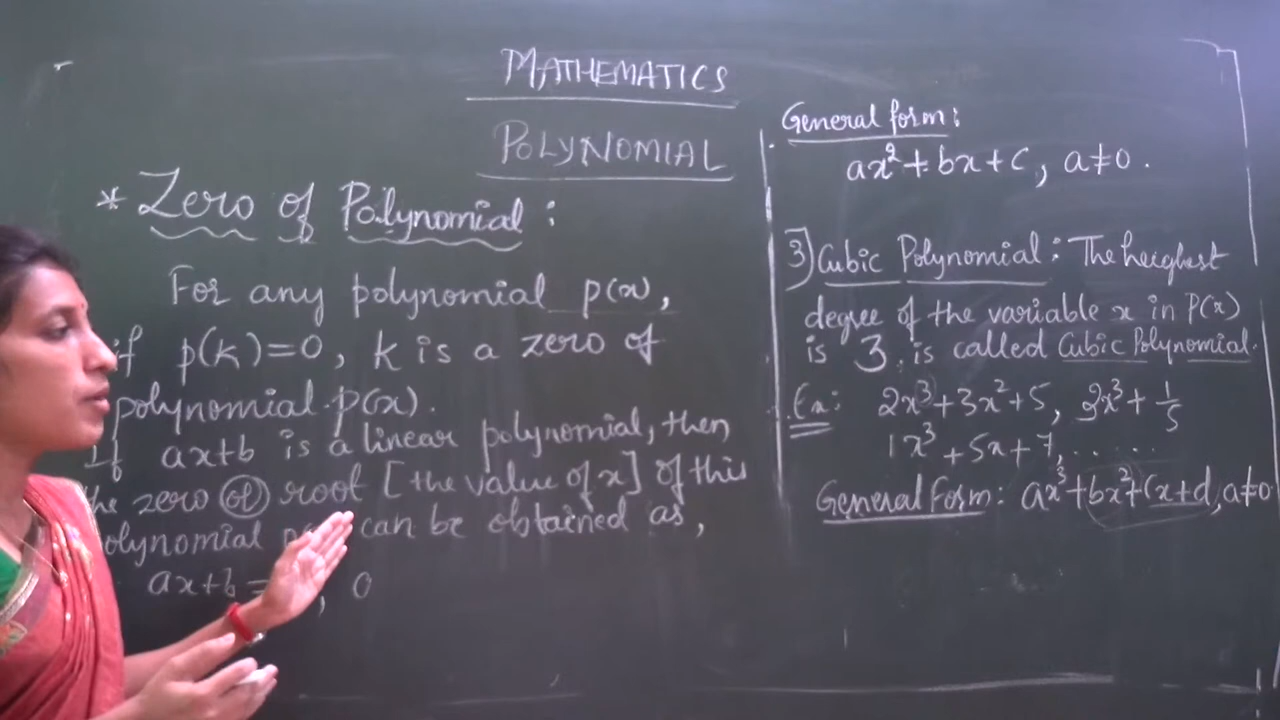 MATHEMATICS
POLYNOMIAL
* Zero of Polynomial :
For any polynomial p(x),
if p(k)=0, k is a zero of
polynomial p(x).
If ax+b is a linear polynomial, then
the zero or root [the value of x] of this
polynomial can be obtained as,
ax+b = , 0
General form:
ax²+bx+c, a≠0.
3) Cubic Polynomial: The heighest
degree of the variable x in P(x)
is 3, is called Cubic Polynomial.
Ex: 2x³+3x²+5, 2x³+1/5
1x³+5x+7, . . . . .
General Form: ax³+bx²+cx+d, a≠0